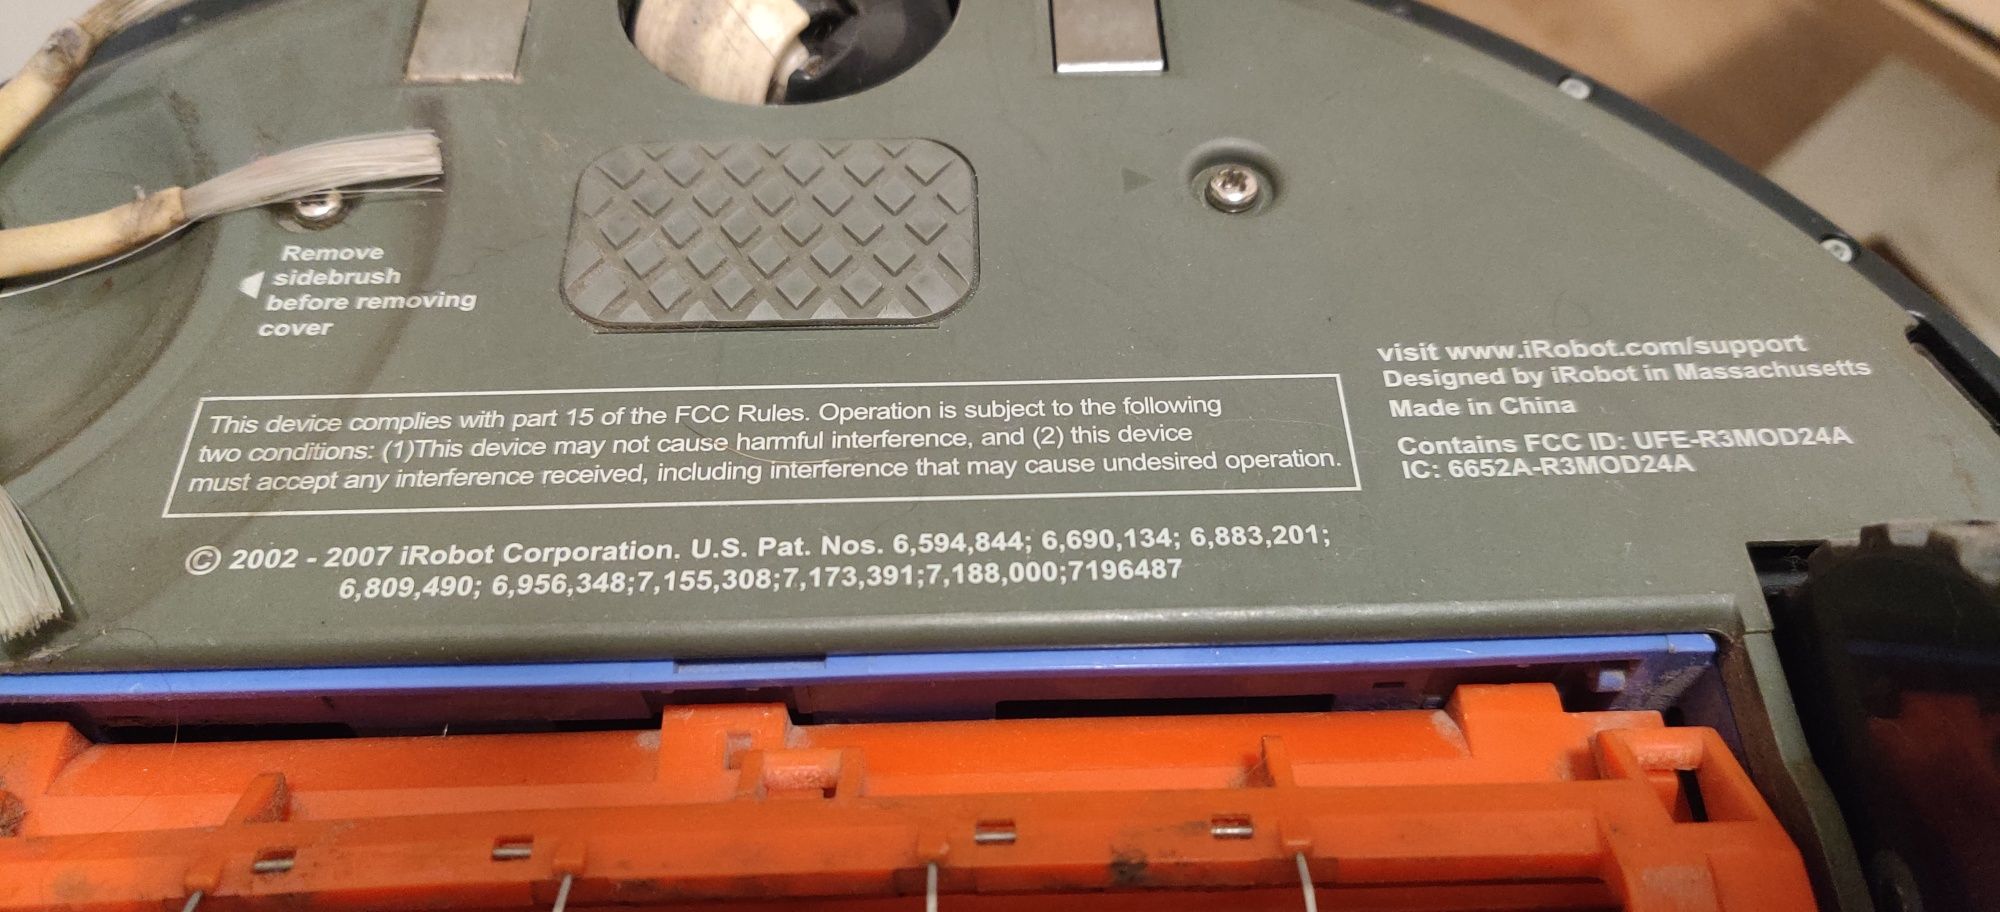 Remove
sidebrush
before removing
cover
This device complies with part 15 of the FCC Rules. Operation is subject to the following
two conditions: (1)This device may not cause harmful interference, and (2) this device
must accept any interference received, including interference that may cause undesired operation.
visit www.iRobot.com/support
Designed by iRobot in Massachusetts
Made in China
Contains FCC ID: UFE-R3MOD24A
IC: 6652A-R3MOD24A
© 2002 - 2007 iRobot Corporation. U.S. Pat. Nos. 6,594,844; 6,690,134; 6,883,201;
6,809,490; 6,956,348;7,155,308;7,173,391;7,188,000;7196487